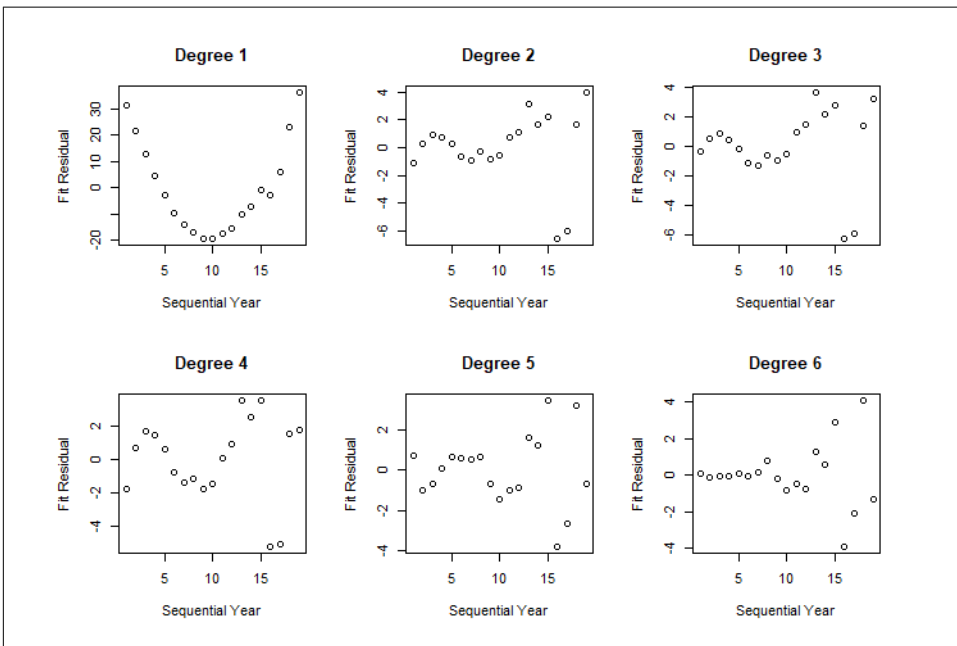 Degree 1
Fit Residual
-20 0 10 20 30
5 10 15
Sequential Year
Degree 2
Fit Residual
-6 -4 -2 0 2 4
5 10 15
Sequential Year
Degree 3
Fit Residual
-6 -4 -2 0 2 4
5 10 15
Sequential Year
Degree 4
Fit Residual
-4 -2 0 2
5 10 15
Sequential Year
Degree 5
Fit Residual
-4 -2 0 2
5 10 15
Sequential Year
Degree 6
Fit Residual
-4 -2 0 2 4
5 10 15
Sequential Year